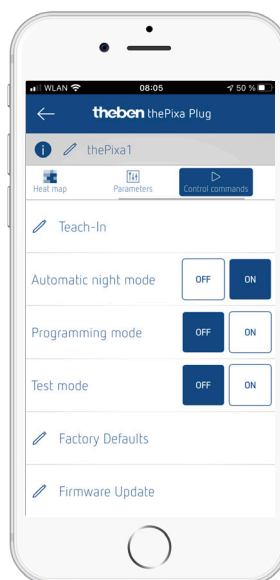 WLAN 08:05 50 %
theben thePixa Plug
i thePixa1
Heat map Parameters Control commands
Teach-In
Automatic night mode OFF ON
Programming mode OFF ON
Test mode OFF ON
Factory Defaults
Firmware Update